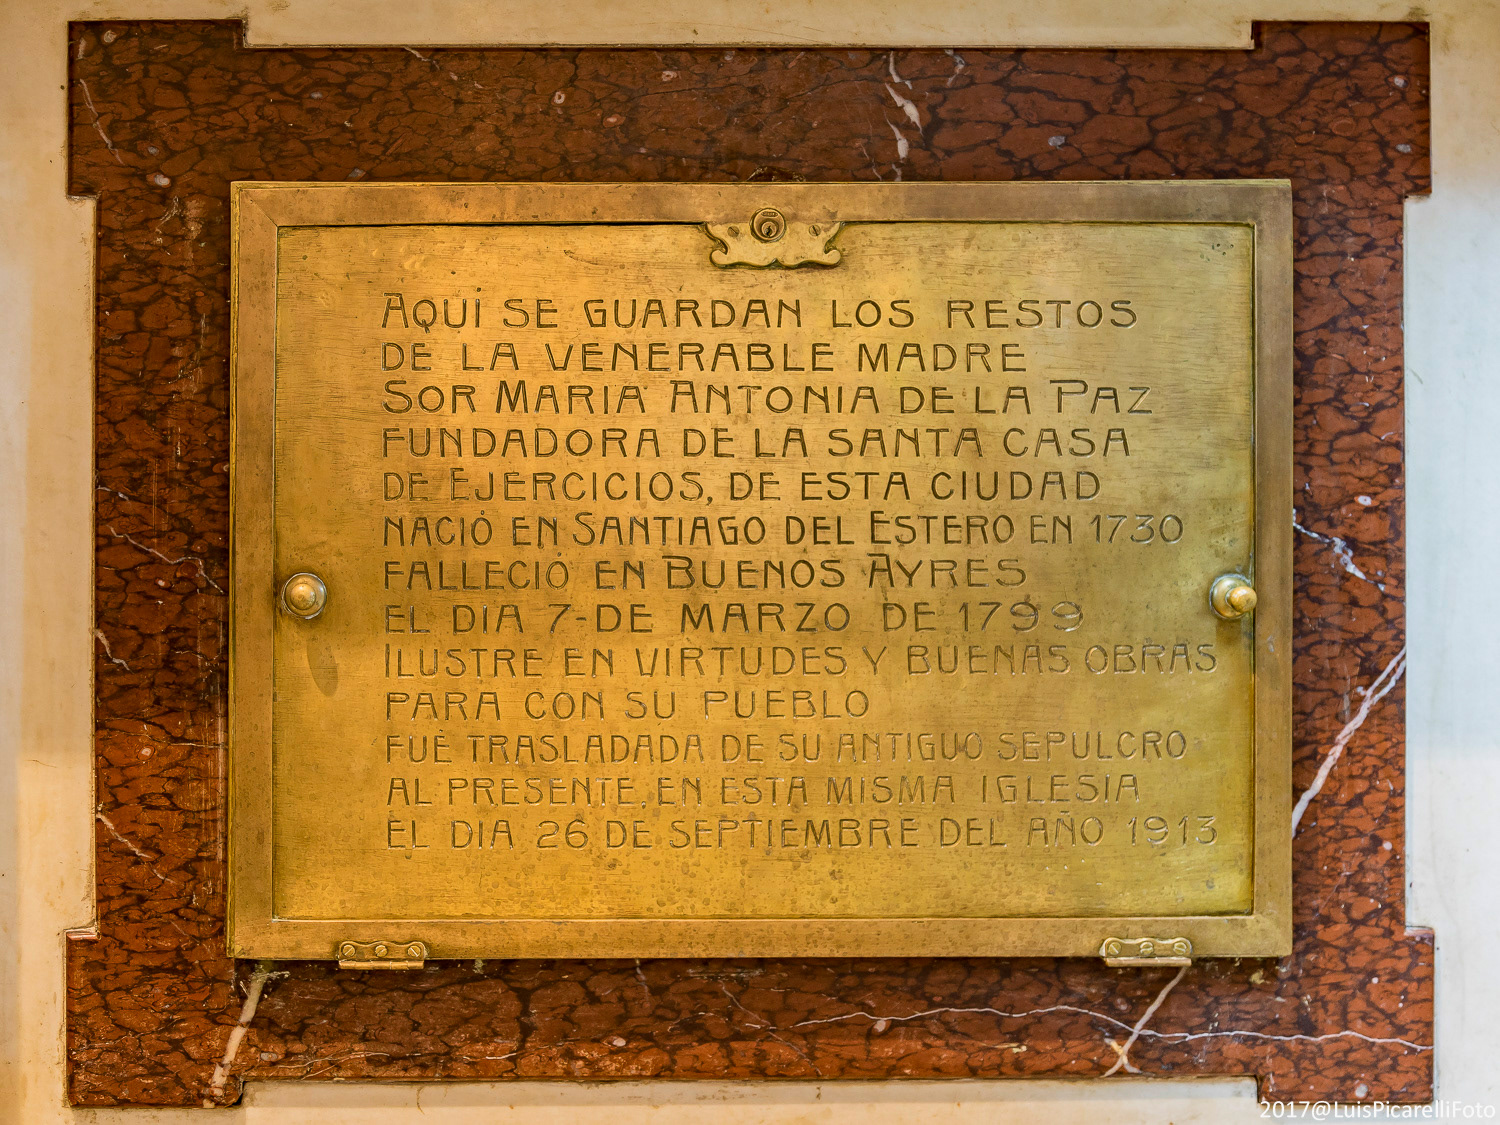 AQUÍ SE GUARDAN LOS RESTOS
DE LA VENERABLE MADRE
SOR MARIA ANTONIA DE LA PAZ
FUNDADORA DE LA SANTA CASA
DE EJERCICIOS, DE ESTA CIUDAD
NACIÓ EN SANTIAGO DEL ESTERO EN 1730
FALLECIÓ EN BUENOS AYRES
EL DIA 7-DE MARZO DE 1799
ILUSTRE EN VIRTUDES Y BUENAS OBRAS
PARA CON SU PUEBLO
FUÉ TRASLADADA DE SU ANTIGUO SEPULCRO
AL PRESENTE, EN ESTA MISMA IGLESIA
EL DIA 26 DE SEPTIEMBRE DEL AÑO 1913
2017@LuisPicarelliFoto